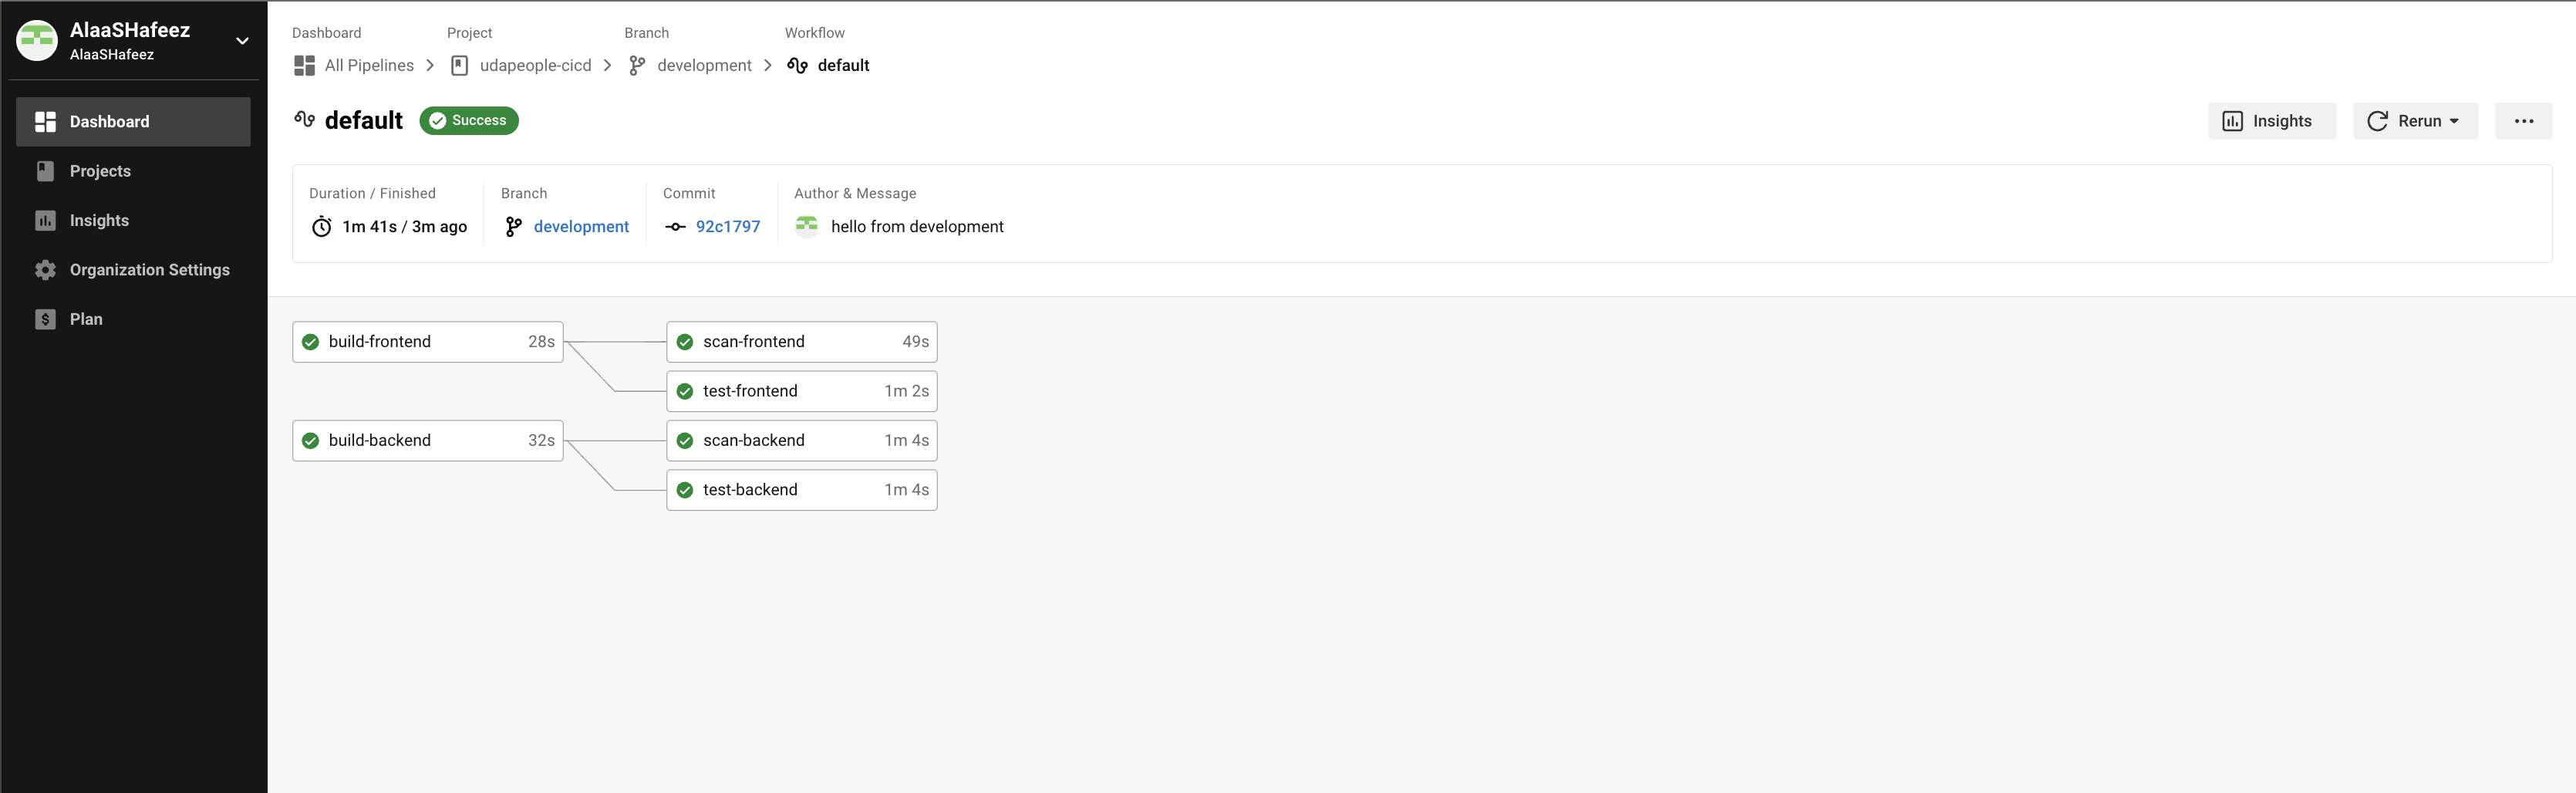 AlaaSHafeez
AlaaSHafeez
Dashboard
Projects
Insights
Organization Settings
Plan
Dashboard Project Branch Workflow
All Pipelines udapeople-cicd development default
default Success
Insights Rerun
Duration / Finished Branch Commit Author & Message
1m 41s / 3m ago development 92c1797 hello from development
build-frontend 28s scan-frontend 49s
test-frontend 1m 2s
build-backend 32s scan-backend 1m 4s
test-backend 1m 4s